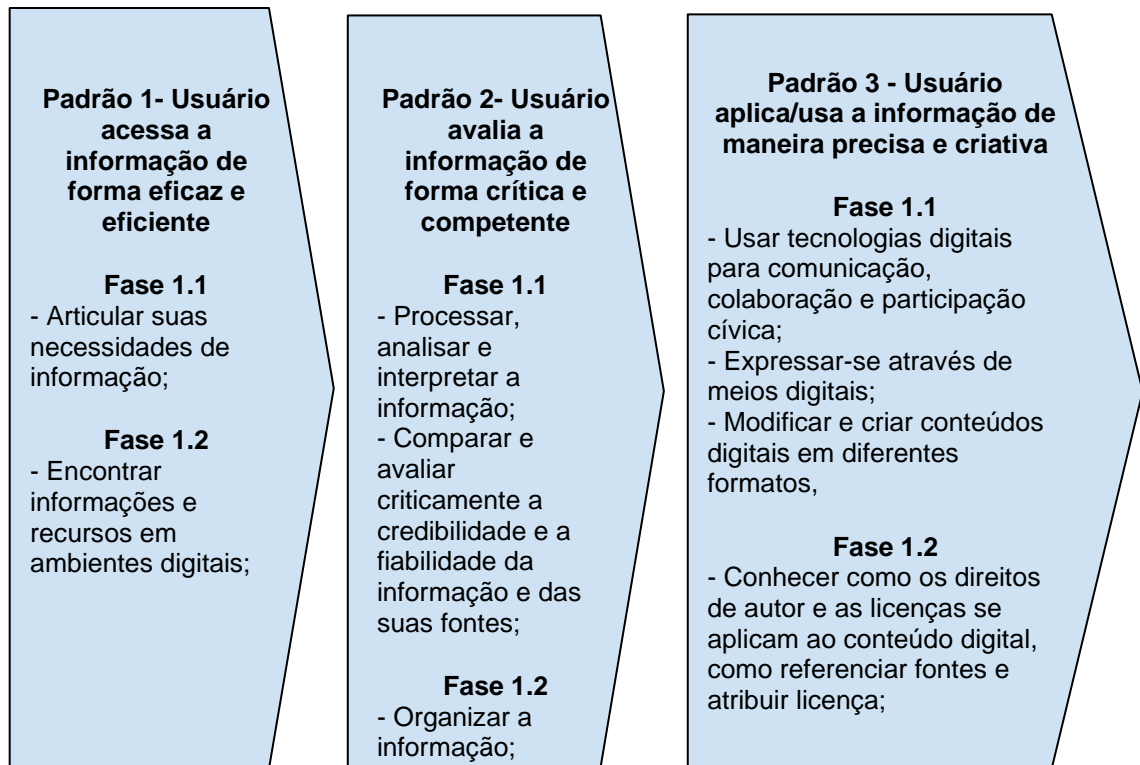 Padrão 1- Usuário
acessa a
informação de
forma eficaz e
eficiente
Fase 1.1
- Articular suas
necessidades de
informação;
Fase 1.2
- Encontrar
informações e
recursos em
ambientes digitais;
Padrão 2- Usuário
avalia a
informação de
forma crítica e
competente
Fase 1.1
- Processar,
analisar e
interpretar a
informação;
- Comparar e
avaliar
criticamente a
credibilidade e a
fiabilidade da
informação e das
suas fontes;
Fase 1.2
- Organizar a
informação;
Padrão 3 - Usuário
aplica/usa a informação de
maneira precisa e criativa
Fase 1.1
- Usar tecnologias digitais
para comunicação,
colaboração e participação
cívica;
- Expressar-se através de
meios digitais;
- Modificar e criar conteúdos
digitais em diferentes
formatos,
Fase 1.2
- Conhecer como os direitos
de autor e as licenças se
aplicam ao conteúdo digital,
como referenciar fontes e
atribuir licença;